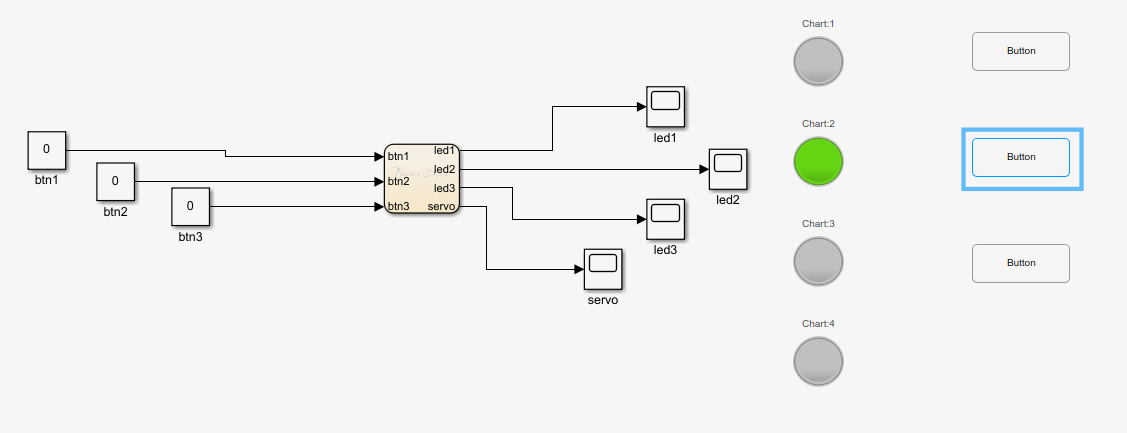 Chart:1
Button
0
btn1
0
btn2
0
btn3
btn1
btn2
btn3
led1
led2
led3
servo
led1
led2
led3
servo
Chart:2
Button
Chart:3
Button
Chart:4